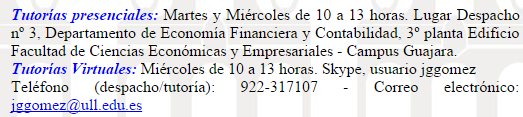 Tutorías presenciales: Martes y Miércoles de 10 a 13 horas. Lugar Despacho
nº 3, Departamento de Economía Financiera y Contabilidad, 3º planta Edificio
Facultad de Ciencias Económicas y Empresariales - Campus Guajara.
Tutorías Virtuales: Miércoles de 10 a 13 horas. Skype, usuario jggomez
Teléfono (despacho/tutoría): 922-317107 - Correo electrónico:
jggomez@ull.edu.es